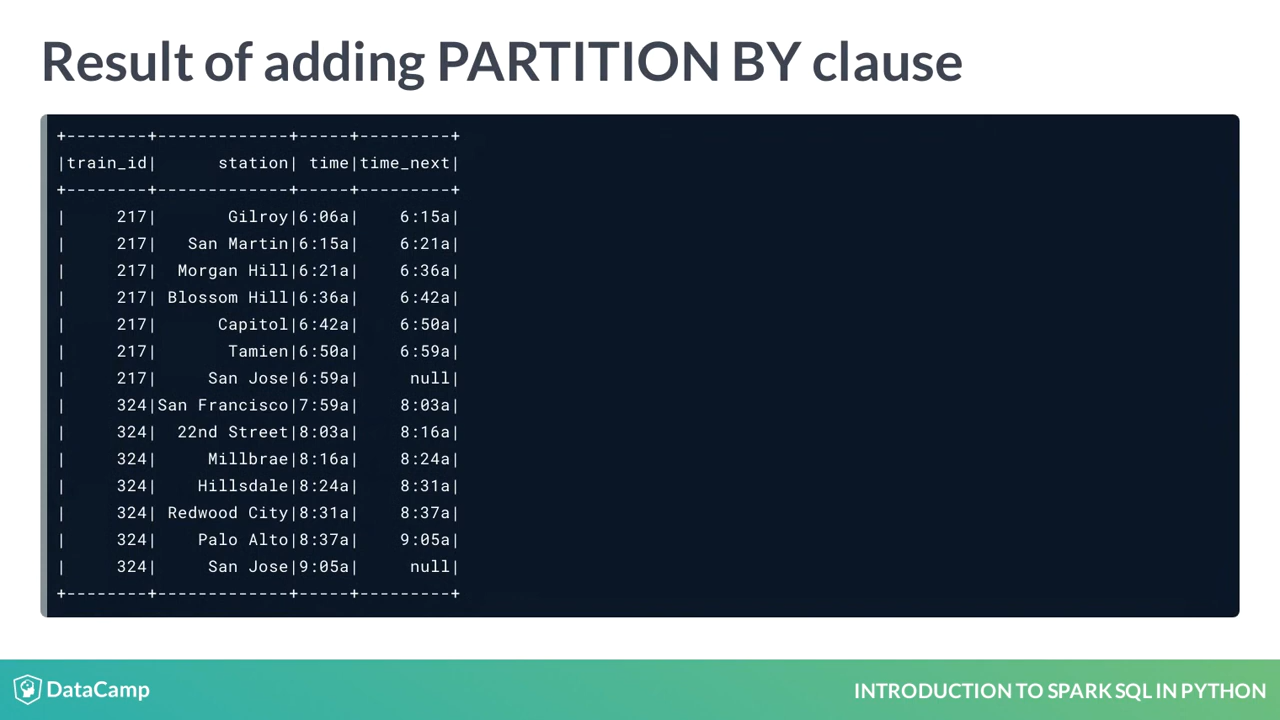 Result of adding PARTITION BY clause
+--------+-------------+-----+---------+
|train_id|      station| time|time_next|
+--------+-------------+-----+---------+
|     217|       Gilroy|6:06a|    6:15a|
|     217|   San Martin|6:15a|    6:21a|
|     217|  Morgan Hill|6:21a|    6:36a|
|     217| Blossom Hill|6:36a|    6:42a|
|     217|      Capitol|6:42a|    6:50a|
|     217|       Tamien|6:50a|    6:59a|
|     217|     San Jose|6:59a|     null|
|     324|San Francisco|7:59a|    8:03a|
|     324|  22nd Street|8:03a|    8:16a|
|     324|     Millbrae|8:16a|    8:24a|
|     324|    Hillsdale|8:24a|    8:31a|
|     324| Redwood City|8:31a|    8:37a|
|     324|    Palo Alto|8:37a|    9:05a|
|     324|     San Jose|9:05a|     null|
+--------+-------------+-----+---------+
DataCamp
INTRODUCTION TO SPARK SQL IN PYTHON